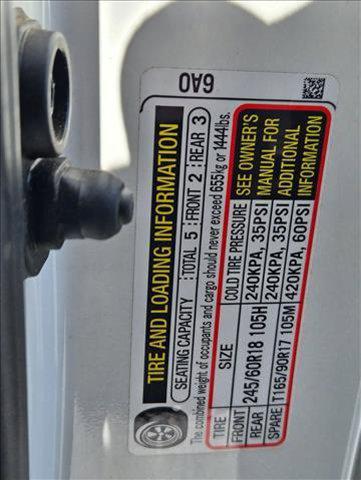 6A0
TIRE AND LOADING INFORMATION
SEATING CAPACITY TOTAL 5 FRONT 2 REAR 3
The combined weight of occupants and cargo should never exceed 655kg or 1444lbs.
TIRE SIZE COLD TIRE PRESSURE SEE OWNER'S
FRONT 245/60R18 105H 240KPA, 35PSI MANUAL FOR
REAR 245/60R18 105H 240KPA, 35PSI ADDITIONAL
SPARE T165/90R17 105M 420KPA, 60PSI INFORMATION